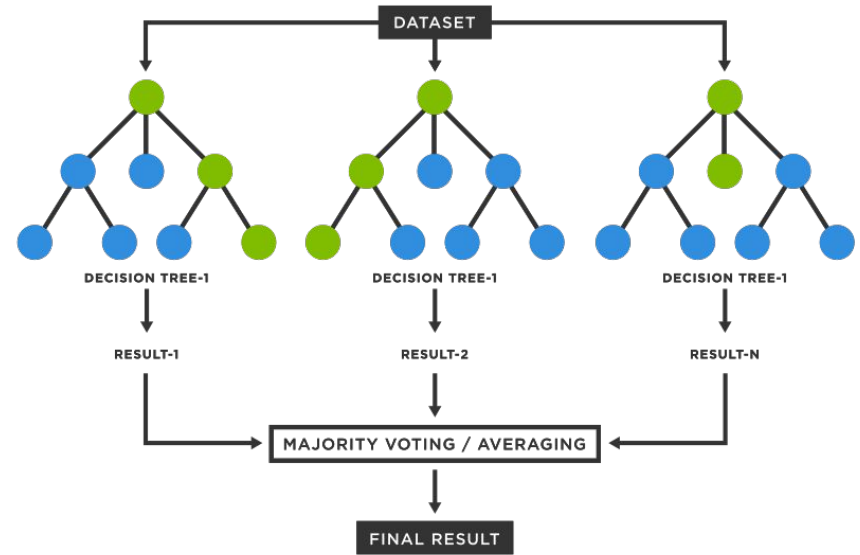 DATASET
DECISION TREE-1
DECISION TREE-1
DECISION TREE-1
RESULT-1
RESULT-2
RESULT-N
MAJORITY VOTING / AVERAGING
FINAL RESULT